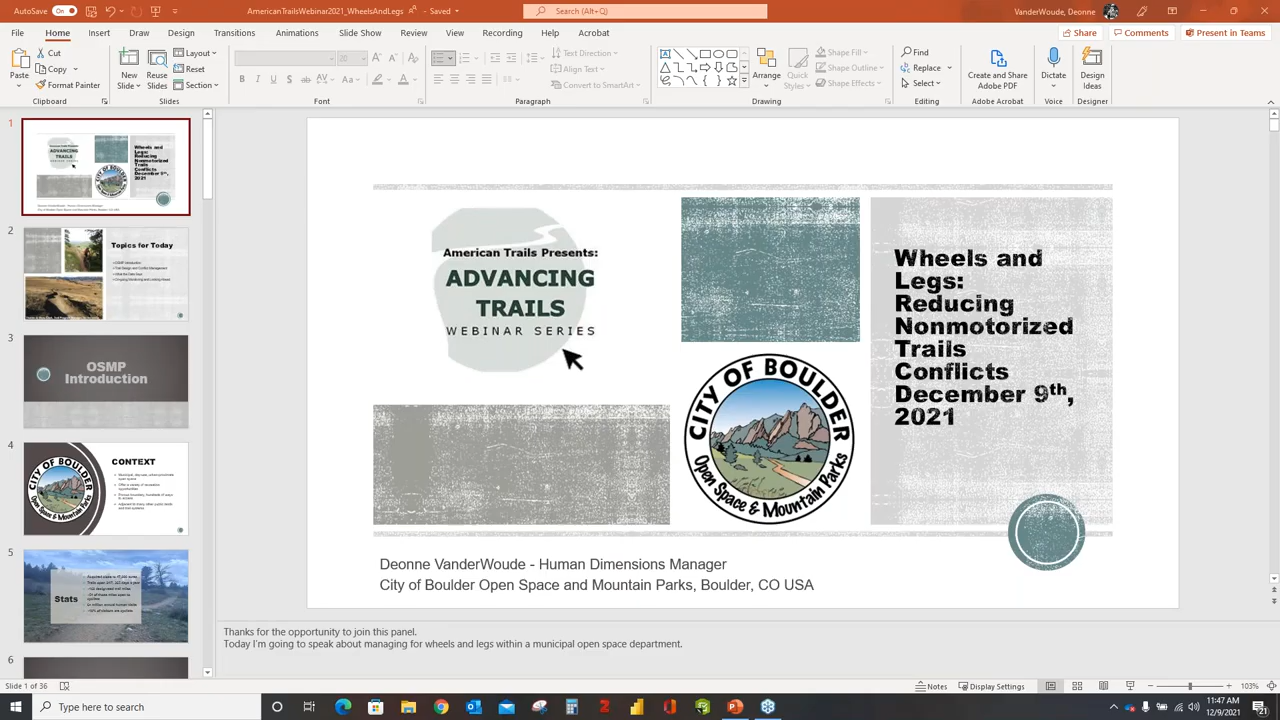 AutoSave
On
AmericanTrailsWebinar2021_WheelsAndLegs
Saved
Search (Alt+Q)
VanderWoude, Deonne
File
Home
Insert
Draw
Design
Transitions
Animations
Slide Show
Review
View
Recording
Help
Acrobat
Share
Comments
Present in Teams
Paste
Cut
Copy
Format Painter
Clipboard
New Slide
Reuse Slides
Layout
Reset
Section
Slides
Font
Text Direction
Align Text
Convert to SmartArt
Paragraph
Arrange
Quick Styles
Shape Fill
Shape Outline
Shape Effects
Drawing
Find
Replace
Select
Editing
Create and Share
Adobe PDF
Adobe Acrobat
Dictate
Voice
Design Ideas
Designer
1
2
Topics for Today
3
OSMP
Introduction
4
CONTEXT
5
Stats
6
American Trails Presents:
ADVANCING
TRAILS
WEBINAR SERIES
CITY OF BOULDER
Open Space & Mountain Parks
Wheels and
Legs:
Reducing
Nonmotorized
Trails
Conflicts
December 9th,
2021
Deonne VanderWoude - Human Dimensions Manager
City of Boulder Open Space and Mountain Parks, Boulder, CO USA
Thanks for the opportunity to join this panel.
Today I'm going to speak about managing for wheels and legs within a municipal open space department.
Slide 1 of 36
Notes
Display Settings
103%
Type here to search
11:47 AM
12/9/2021
21